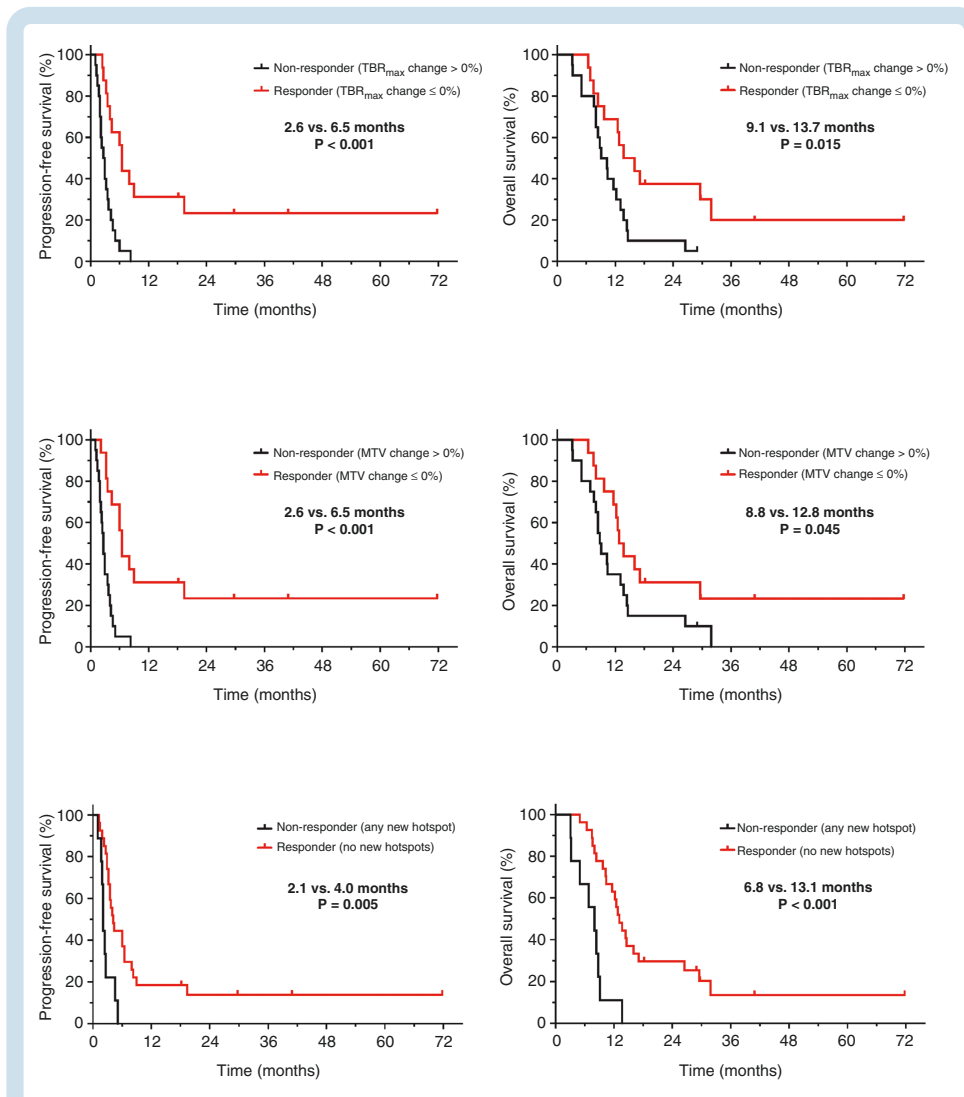 Progression-free survival (%)
100
80
60
40
20
0
0 12 24 36 48 60 72
Time (months)
Non-responder (TBRmax change > 0%)
Responder (TBRmax change ≤ 0%)
2.6 vs. 6.5 months
P < 0.001
Overall survival (%)
100
80
60
40
20
0
0 12 24 36 48 60 72
Time (months)
Non-responder (TBRmax change > 0%)
Responder (TBRmax change ≤ 0%)
9.1 vs. 13.7 months
P = 0.015
Progression-free survival (%)
100
80
60
40
20
0
0 12 24 36 48 60 72
Time (months)
Non-responder (MTV change > 0%)
Responder (MTV change ≤ 0%)
2.6 vs. 6.5 months
P < 0.001
Overall survival (%)
100
80
60
40
20
0
0 12 24 36 48 60 72
Time (months)
Non-responder (MTV change > 0%)
Responder (MTV change ≤ 0%)
8.8 vs. 12.8 months
P = 0.045
Progression-free survival (%)
100
80
60
40
20
0
0 12 24 36 48 60 72
Time (months)
Non-responder (any new hotspot)
Responder (no new hotspots)
2.1 vs. 4.0 months
P = 0.005
Overall survival (%)
100
80
60
40
20
0
0 12 24 36 48 60 72
Time (months)
Non-responder (any new hotspot)
Responder (no new hotspots)
6.8 vs. 13.1 months
P < 0.001